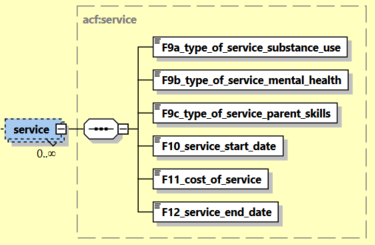 acf:service
F9a_type_of_service_substance_use
F9b_type_of_service_mental_health
F9c_type_of_service_parent_skills
service
0..∞
F10_service_start_date
F11_cost_of_service
F12_service_end_date